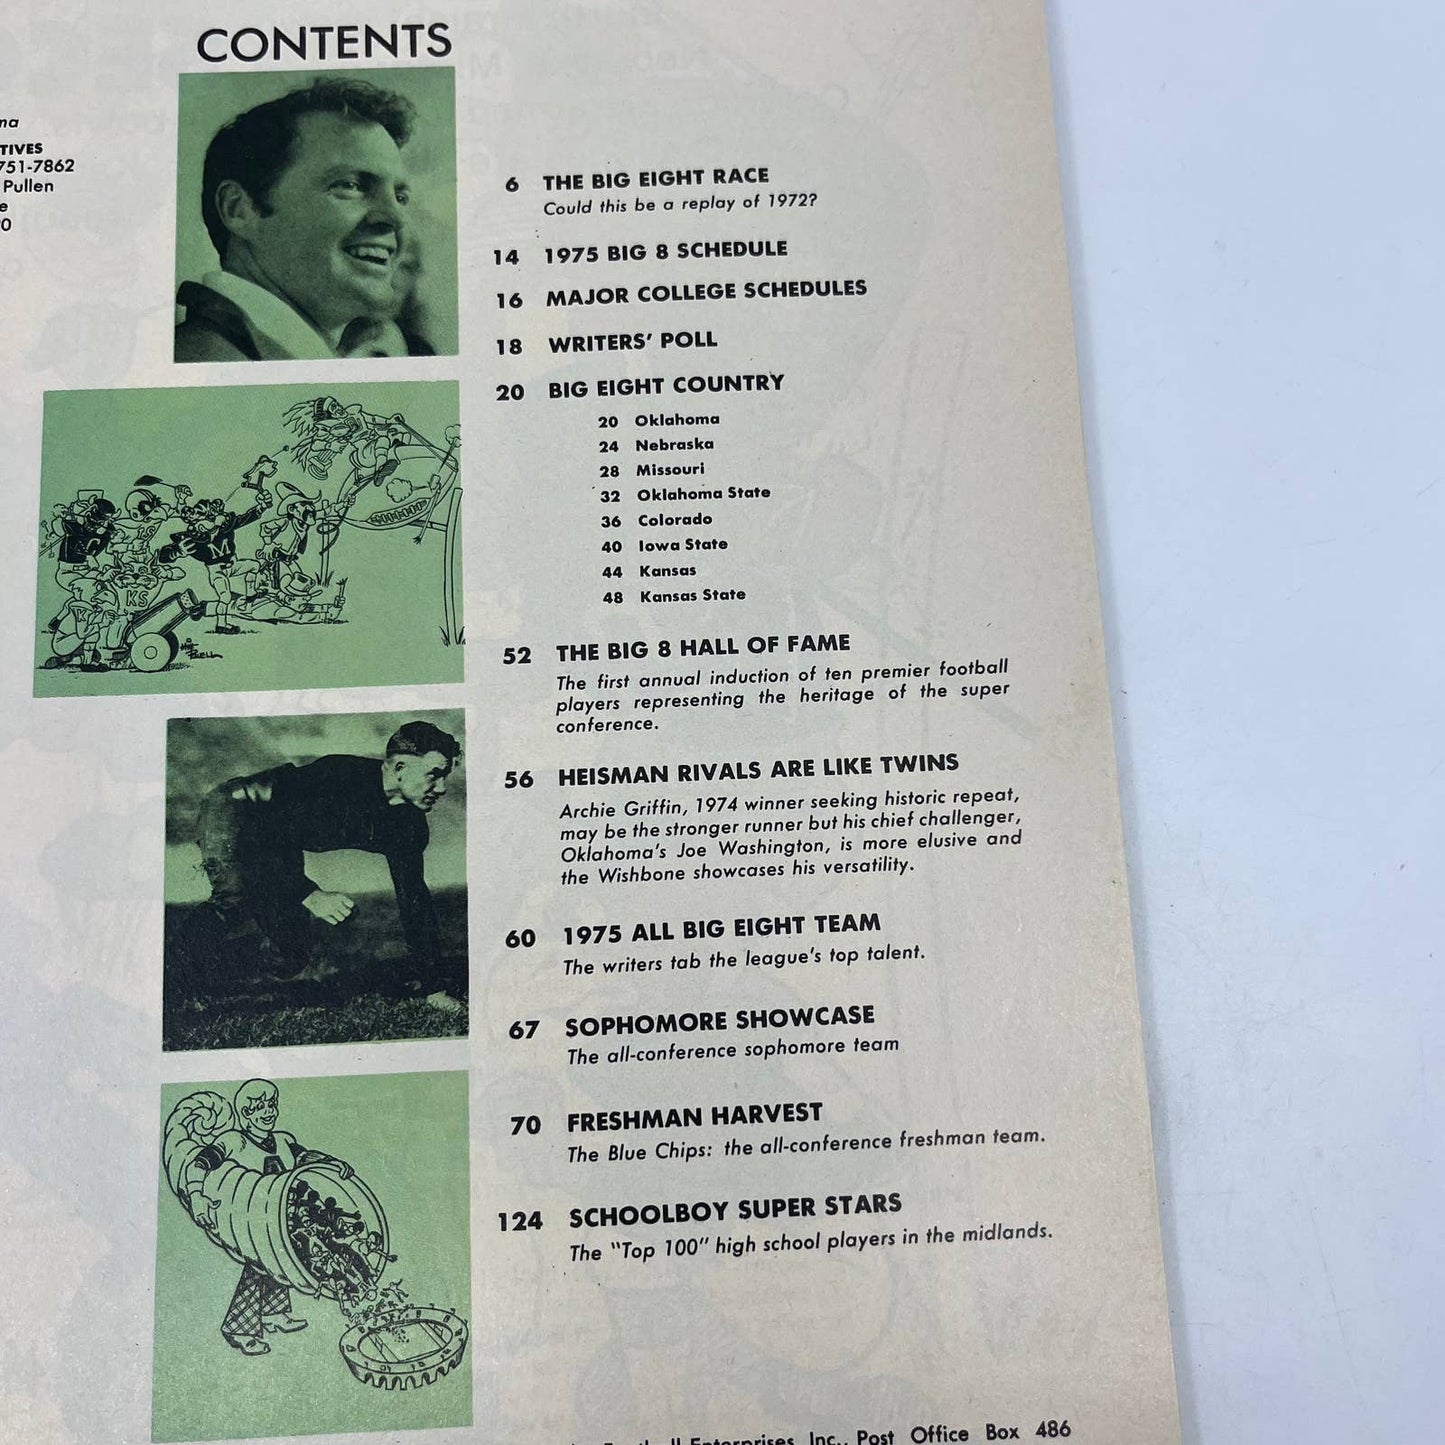 CONTENTS
ma
TIVES
751-7862
Pullen
e
0
6 THE BIG EIGHT RACE
Could this be a replay of 1972?
14 1975 BIG 8 SCHEDULE
16 MAJOR COLLEGE SCHEDULES
18 WRITERS' POLL
20 BIG EIGHT COUNTRY
20 Oklahoma
24 Nebraska
28 Missouri
32 Oklahoma State
36 Colorado
40 Iowa State
44 Kansas
48 Kansas State
M
KS
52 THE BIG 8 HALL OF FAME
The first annual induction of ten premier football
players representing the heritage of the super
conference.
56 HEISMAN RIVALS ARE LIKE TWINS
Archie Griffin, 1974 winner seeking historic repeat,
may be the stronger runner but his chief challenger,
Oklahoma's Joe Washington, is more elusive and
the Wishbone showcases his versatility.
60 1975 ALL BIG EIGHT TEAM
The writers tab the league's top talent.
67 SOPHOMORE SHOWCASE
The all-conference sophomore team
70 FRESHMAN HARVEST
The Blue Chips: the all-conference freshman team.
124 SCHOOLBOY SUPER STARS
The "Top 100" high school players in the midlands.
Football Enterprises Inc., Post Office Box 486